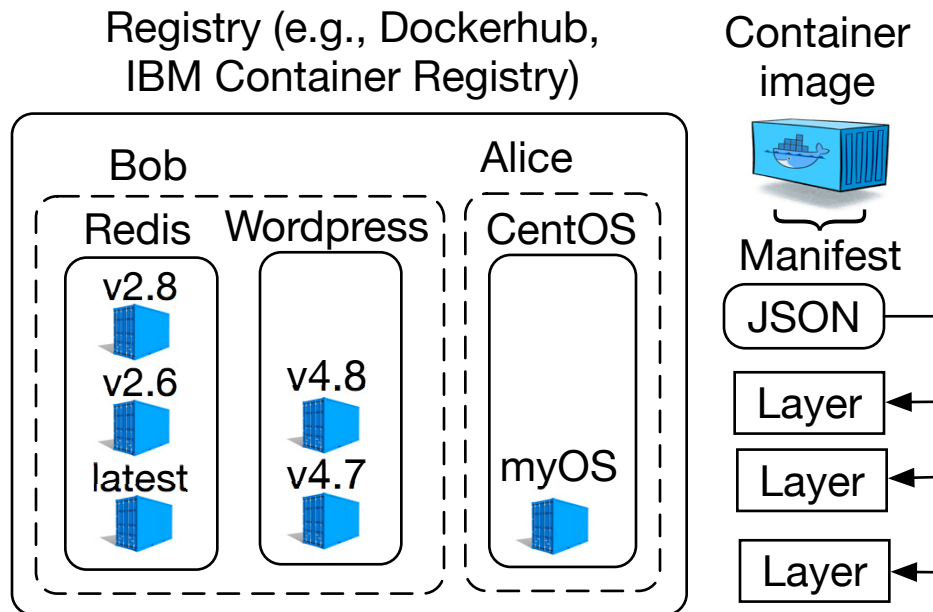 Registry (e.g., Dockerhub,
IBM Container Registry)
Bob
Alice
Redis
Wordpress
CentOS
v2.8
v2.6
latest
v4.8
v4.7
myOS
Container
image
Manifest
JSON
Layer
Layer
Layer